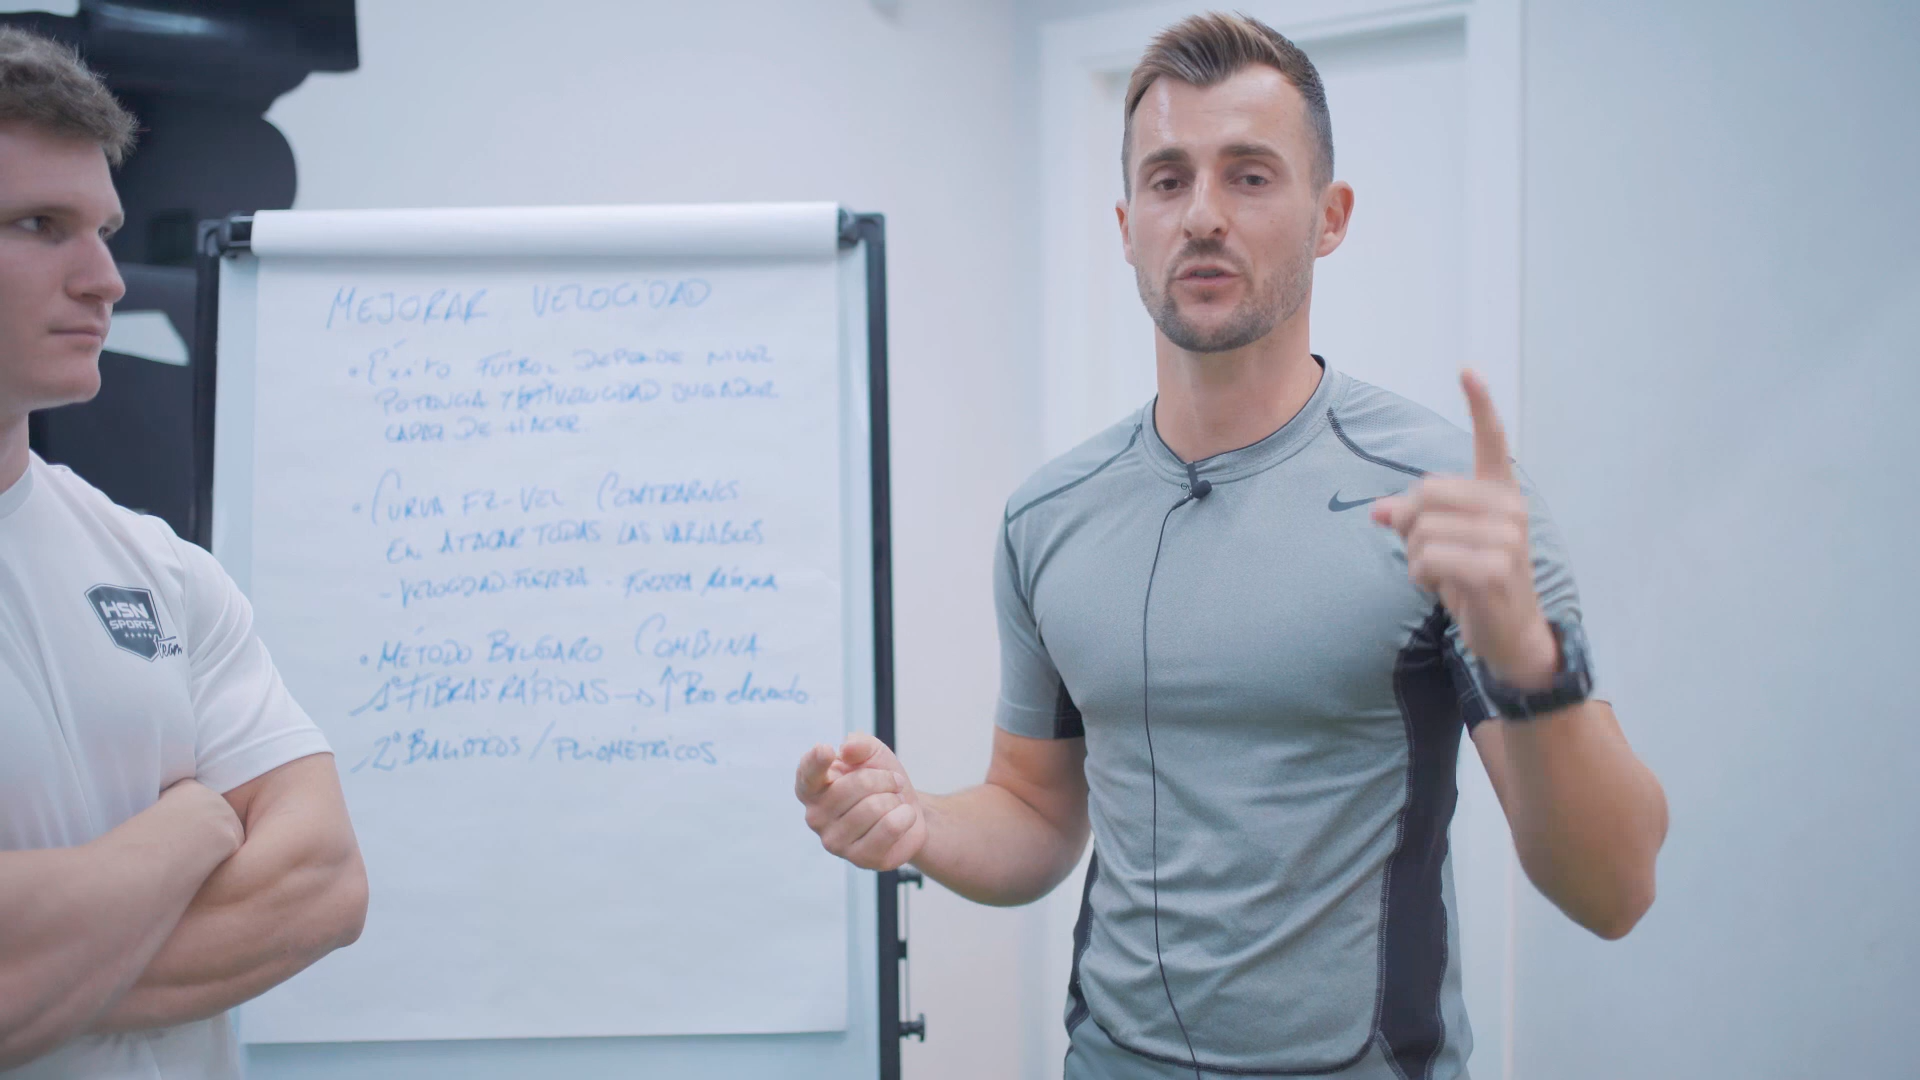 MEJORAR VELOCIDAD
• Éxito FÚTBOL DEPENDE NIVEL
POTENCIA Y VELOCIDAD JUGADOR
CAPAZ DE HACER
• CURVA FZ-VEL CENTRARNOS
EN ATACAR TODAS LAS VARIABLES
- VELOCIDAD FUERZA - FUERZA MÁXIMA
• MÉTODO BÚLGARO COMBINA
1º FIBRAS RÁPIDAS → ↑ elevado
2º BALÍSTICOS / PLIOMÉTRICOS
HSN
SPORTS
Team